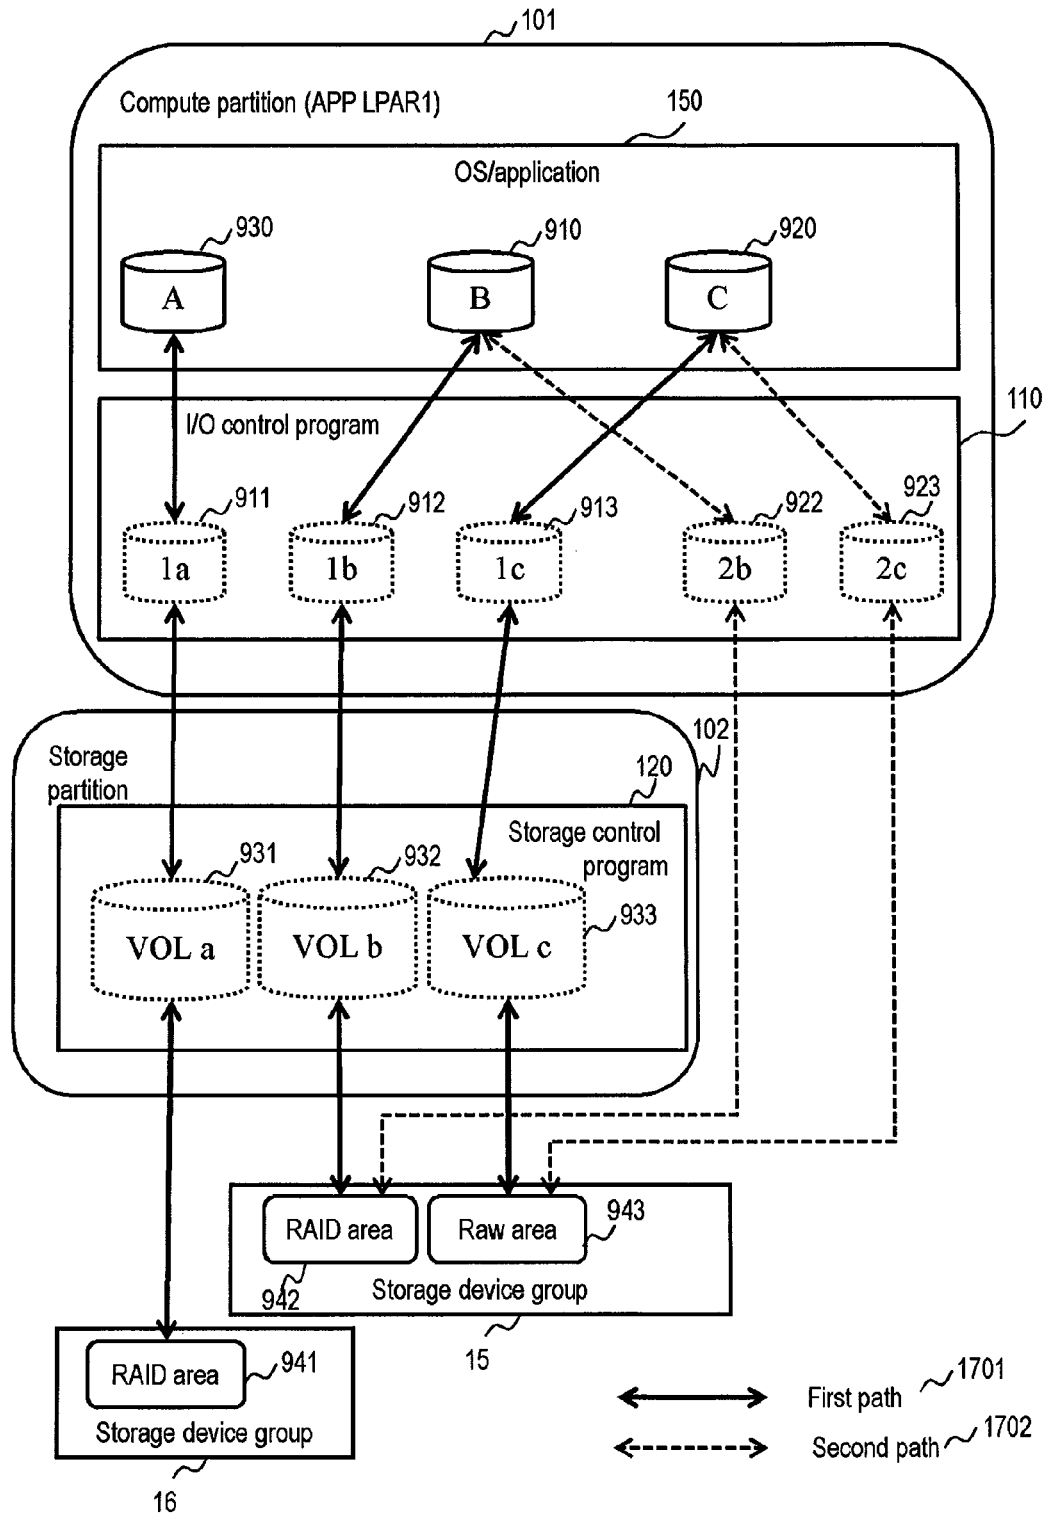 101
Compute partition (APP LPAR1)
150
OS/application
930
910
920
A
B
C
110
I/O control program
911
912
913
922
923
1a
1b
1c
2b
2c
102
Storage
partition
120
Storage control
program
931
932
933
VOL a
VOL b
VOL c
RAID area
Raw area
943
942
Storage device group
15
RAID area
941
Storage device group
16
First path
1701
Second path
1702